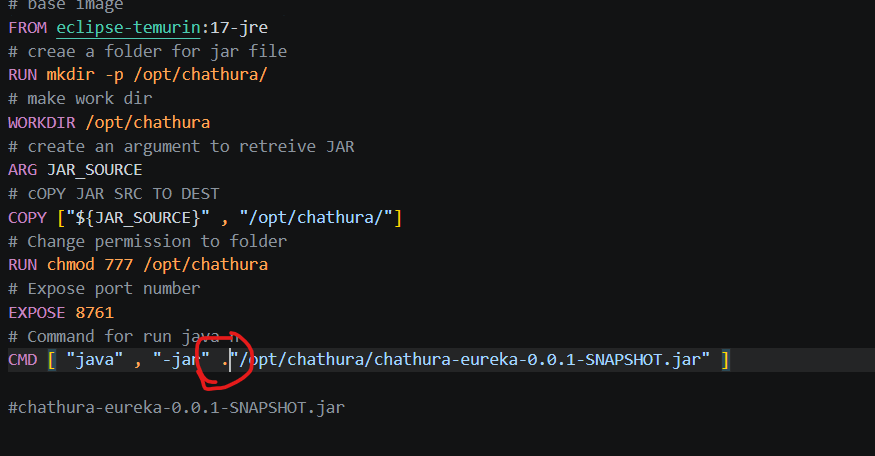 # base image
FROM eclipse-temurin:17-jre
# creae a folder for jar file
RUN mkdir -p /opt/chathura/
# make work dir
WORKDIR /opt/chathura
# create an argument to retreive JAR
ARG JAR_SOURCE
# cOPY JAR SRC TO DEST
COPY ["${JAR_SOURCE}" , "/opt/chathura/"]
# Change permission to folder
RUN chmod 777 /opt/chathura
# Expose port number
EXPOSE 8761
# Command for run java
CMD [ "java" , "-jar" ."/opt/chathura/chathura-eureka-0.0.1-SNAPSHOT.jar" ]
#chathura-eureka-0.0.1-SNAPSHOT.jar